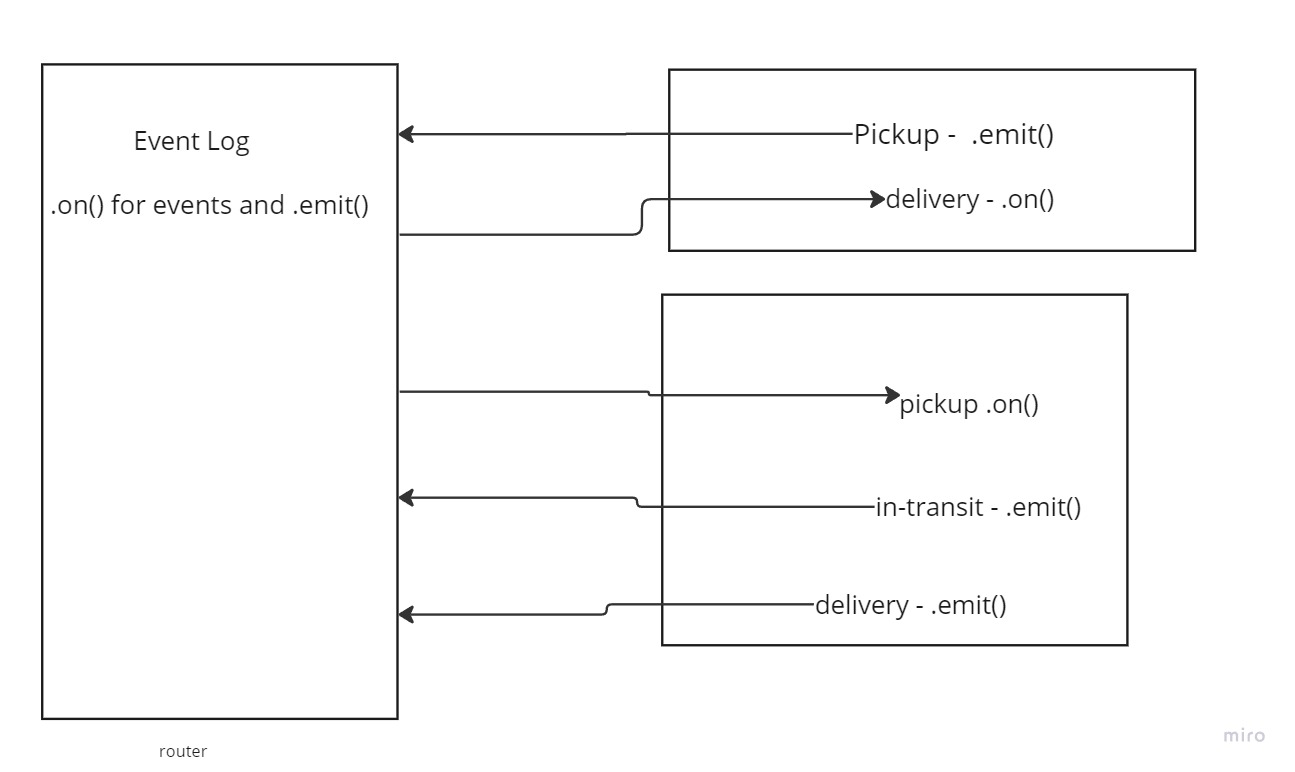 Event Log
.on() for events and .emit()
Pickup -  .emit()
delivery - .on()
pickup .on()
in-transit - .emit()
delivery - .emit()
router
miro